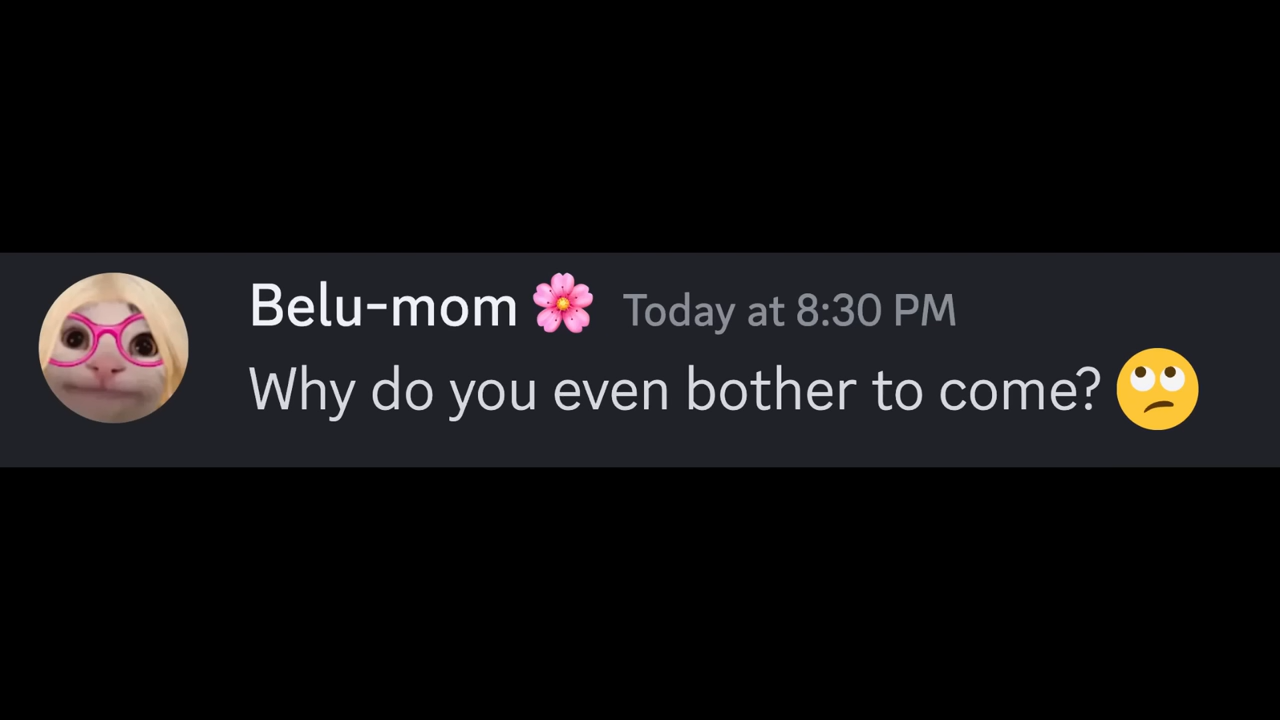 Belu-mom 🌸 Today at 8:30 PM
Why do you even bother to come? 🙄